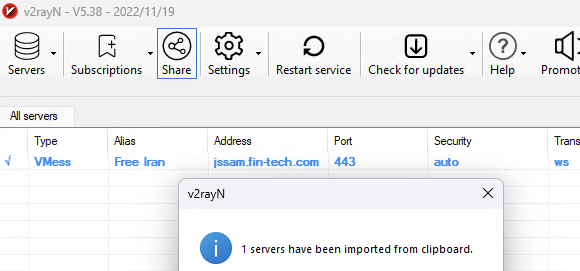 v2rayN - V5.38 - 2022/11/19
Servers Subscriptions Share Settings Restart service Check for updates Help Promot
All servers
Type Alias Address Port Security Trans
√ VMess Free Iran jssam.fin-tech.com 443 auto ws
v2rayN
1 servers have been imported from clipboard.